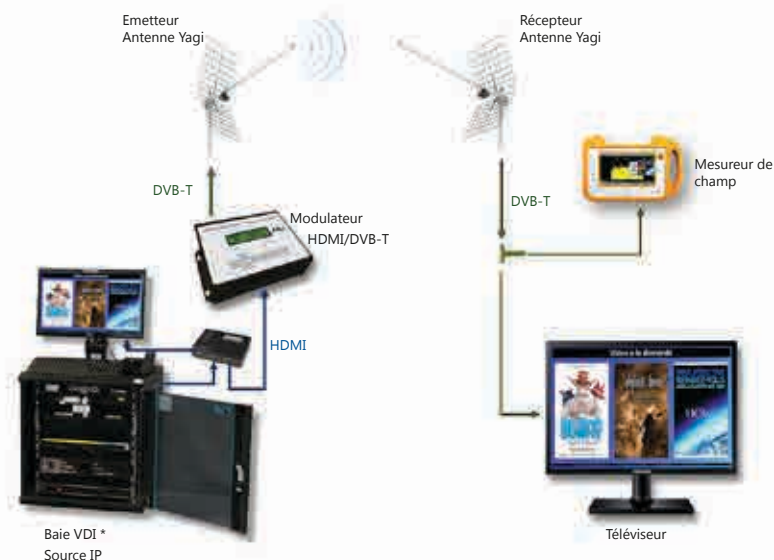 Emetteur
Antenne Yagi
Récepteur
Antenne Yagi
Mesureur de
champ
DVB-T
DVB-T
Modulateur
HDMI/DVB-T
HDMI
Vidéo à la demande
Baie VDI *
Source IP
Téléviseur